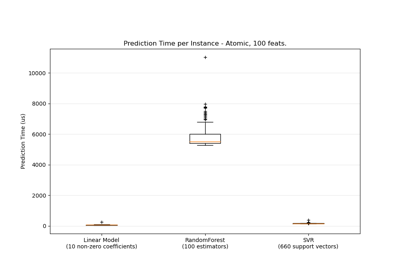 Prediction Time per Instance - Atomic, 100 feats.
Prediction Time (us)
10000
8000
6000
4000
2000
0
Linear Model
(10 non-zero coefficients)
RandomForest
(100 estimators)
SVR
(660 support vectors)